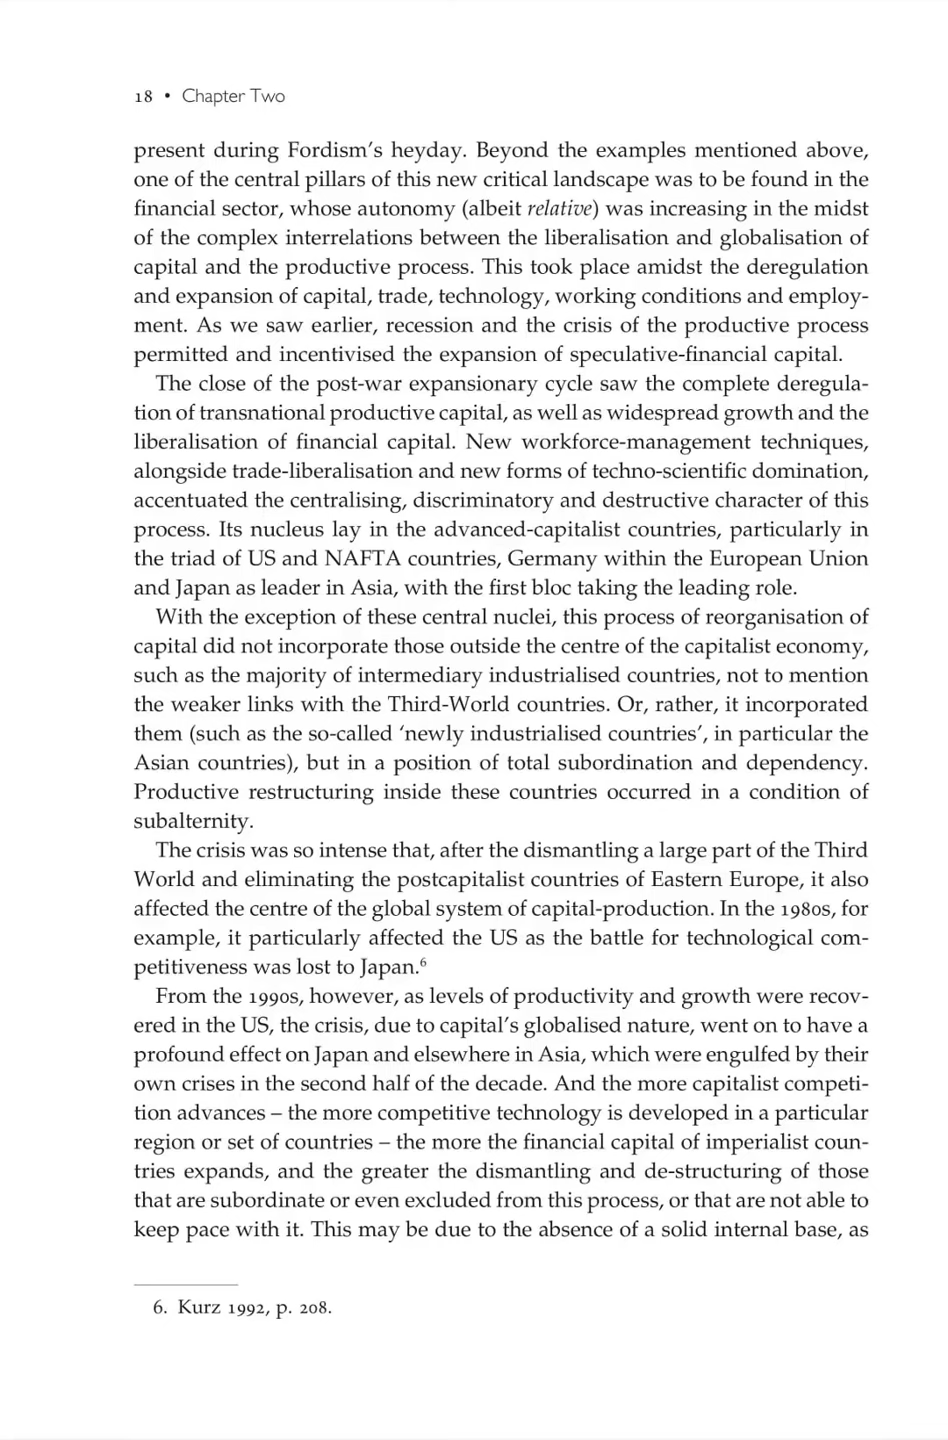 18 • Chapter Two
present during Fordism’s heyday. Beyond the examples mentioned above,
one of the central pillars of this new critical landscape was to be found in the
financial sector, whose autonomy (albeit relative) was increasing in the midst
of the complex interrelations between the liberalisation and globalisation of
capital and the productive process. This took place amidst the deregulation
and expansion of capital, trade, technology, working conditions and employ-
ment. As we saw earlier, recession and the crisis of the productive process
permitted and incentivised the expansion of speculative-financial capital.
The close of the post-war expansionary cycle saw the complete deregula-
tion of transnational productive capital, as well as widespread growth and the
liberalisation of financial capital. New workforce-management techniques,
alongside trade-liberalisation and new forms of techno-scientific domination,
accentuated the centralising, discriminatory and destructive character of this
process. Its nucleus lay in the advanced-capitalist countries, particularly in
the triad of US and NAFTA countries, Germany within the European Union
and Japan as leader in Asia, with the first bloc taking the leading role.
With the exception of these central nuclei, this process of reorganisation of
capital did not incorporate those outside the centre of the capitalist economy,
such as the majority of intermediary industrialised countries, not to mention
the weaker links with the Third-World countries. Or, rather, it incorporated
them (such as the so-called ‘newly industrialised countries’, in particular the
Asian countries), but in a position of total subordination and dependency.
Productive restructuring inside these countries occurred in a condition of
subalternity.
The crisis was so intense that, after the dismantling a large part of the Third
World and eliminating the postcapitalist countries of Eastern Europe, it also
affected the centre of the global system of capital-production. In the 1980s, for
example, it particularly affected the US as the battle for technological com-
petitiveness was lost to Japan.6
From the 1990s, however, as levels of productivity and growth were recov-
ered in the US, the crisis, due to capital’s globalised nature, went on to have a
profound effect on Japan and elsewhere in Asia, which were engulfed by their
own crises in the second half of the decade. And the more capitalist competi-
tion advances – the more competitive technology is developed in a particular
region or set of countries – the more the financial capital of imperialist coun-
tries expands, and the greater the dismantling and de-structuring of those
that are subordinate or even excluded from this process, or that are not able to
keep pace with it. This may be due to the absence of a solid internal base, as
6. Kurz 1992, p. 208.